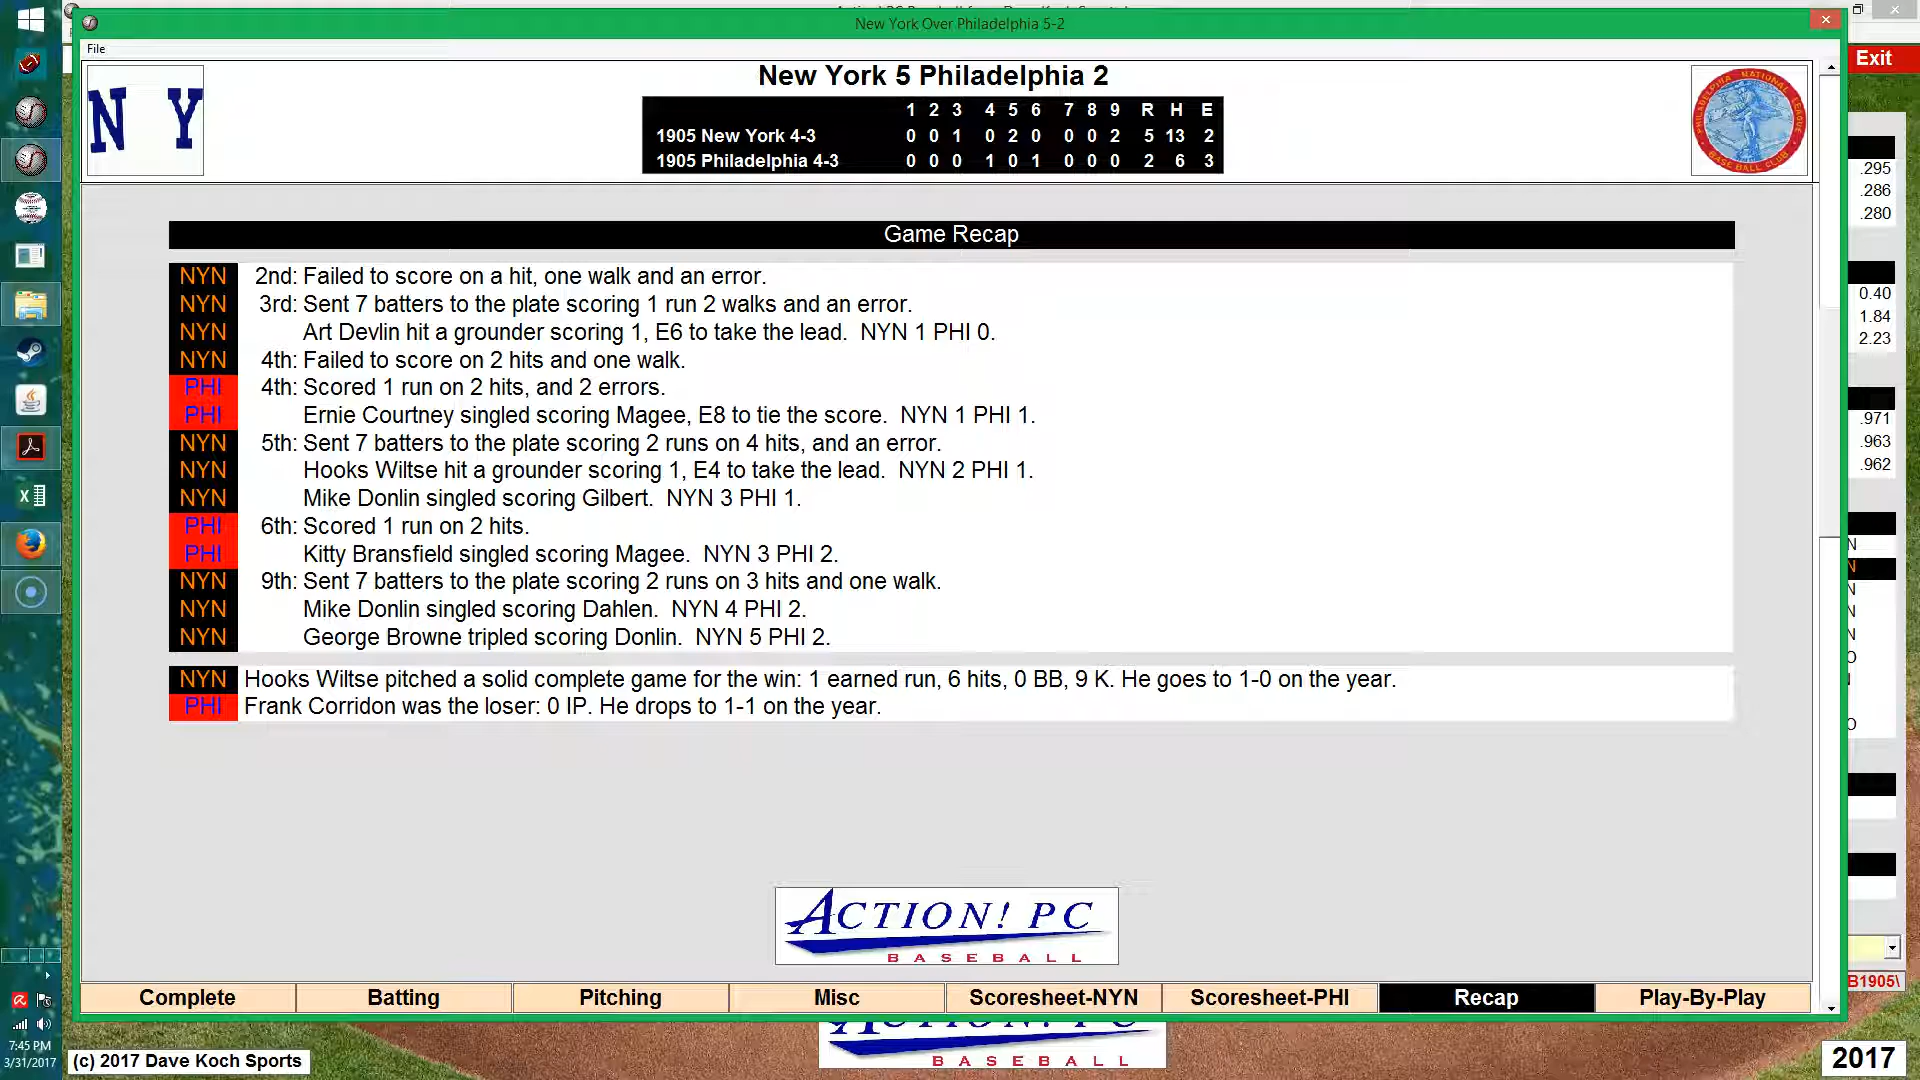 New York Over Philadelphia 5-2
File
Exit
N Y
New York 5 Philadelphia 2
1 2 3 4 5 6 7 8 9 R H E
1905 New York 4-3 0 0 1 0 2 0 0 0 2 5 13 2
1905 Philadelphia 4-3 0 0 0 1 0 1 0 0 0 2 6 3
PHILADELPHIA NATIONAL LEAGUE
BASE BALL CLUB
.295
.286
.280
Game Recap
NYN 2nd: Failed to score on a hit, one walk and an error.
NYN 3rd: Sent 7 batters to the plate scoring 1 run 2 walks and an error.
NYN Art Devlin hit a grounder scoring 1, E6 to take the lead. NYN 1 PHI 0.
NYN 4th: Failed to score on 2 hits and one walk.
PHI 4th: Scored 1 run on 2 hits, and 2 errors.
PHI Ernie Courtney singled scoring Magee, E8 to tie the score. NYN 1 PHI 1.
NYN 5th: Sent 7 batters to the plate scoring 2 runs on 4 hits, and an error.
NYN Hooks Wiltse hit a grounder scoring 1, E4 to take the lead. NYN 2 PHI 1.
NYN Mike Donlin singled scoring Gilbert. NYN 3 PHI 1.
PHI 6th: Scored 1 run on 2 hits.
PHI Kitty Bransfield singled scoring Magee. NYN 3 PHI 2.
NYN 9th: Sent 7 batters to the plate scoring 2 runs on 3 hits and one walk.
NYN Mike Donlin singled scoring Dahlen. NYN 4 PHI 2.
NYN George Browne tripled scoring Donlin. NYN 5 PHI 2.
NYN Hooks Wiltse pitched a solid complete game for the win: 1 earned run, 6 hits, 0 BB, 9 K. He goes to 1-0 on the year.
PHI Frank Corridon was the loser: 0 IP. He drops to 1-1 on the year.
0.40
1.84
2.23
.971
.963
.962
N
N
N
N
N
O
O
ACTION! PC
BASEBALL
B1905\
Complete Batting Pitching Misc Scoresheet-NYN Scoresheet-PHI Recap Play-By-Play
ACTION! PC
BASEBALL
7:45 PM
3/31/2017
(c) 2017 Dave Koch Sports
2017